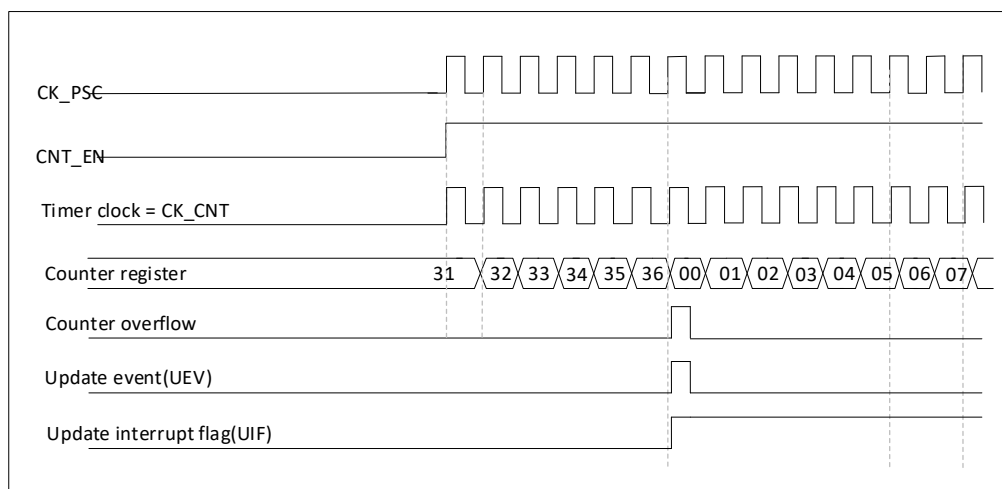 CK_PSC
CNT_EN
Timer clock = CK_CNT
Counter register 31 32 33 34 35 36 00 01 02 03 04 05 06 07
Counter overflow
Update event(UEV)
Update interrupt flag(UIF)